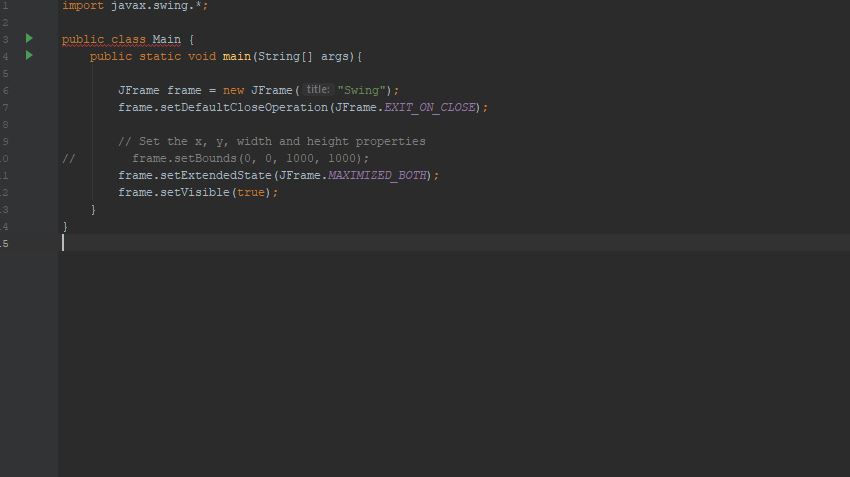 1 import javax.swing.*;
2
3 public class Main {
4 public static void main(String[] args){
5
6 JFrame frame = new JFrame( title: "Swing");
7 frame.setDefaultCloseOperation(JFrame.EXIT_ON_CLOSE);
8
9 // Set the x, y, width and height properties
10 // frame.setBounds(0, 0, 1000, 1000);
11 frame.setExtendedState(JFrame.MAXIMIZED_BOTH);
12 frame.setVisible(true);
13 }
14 }
15